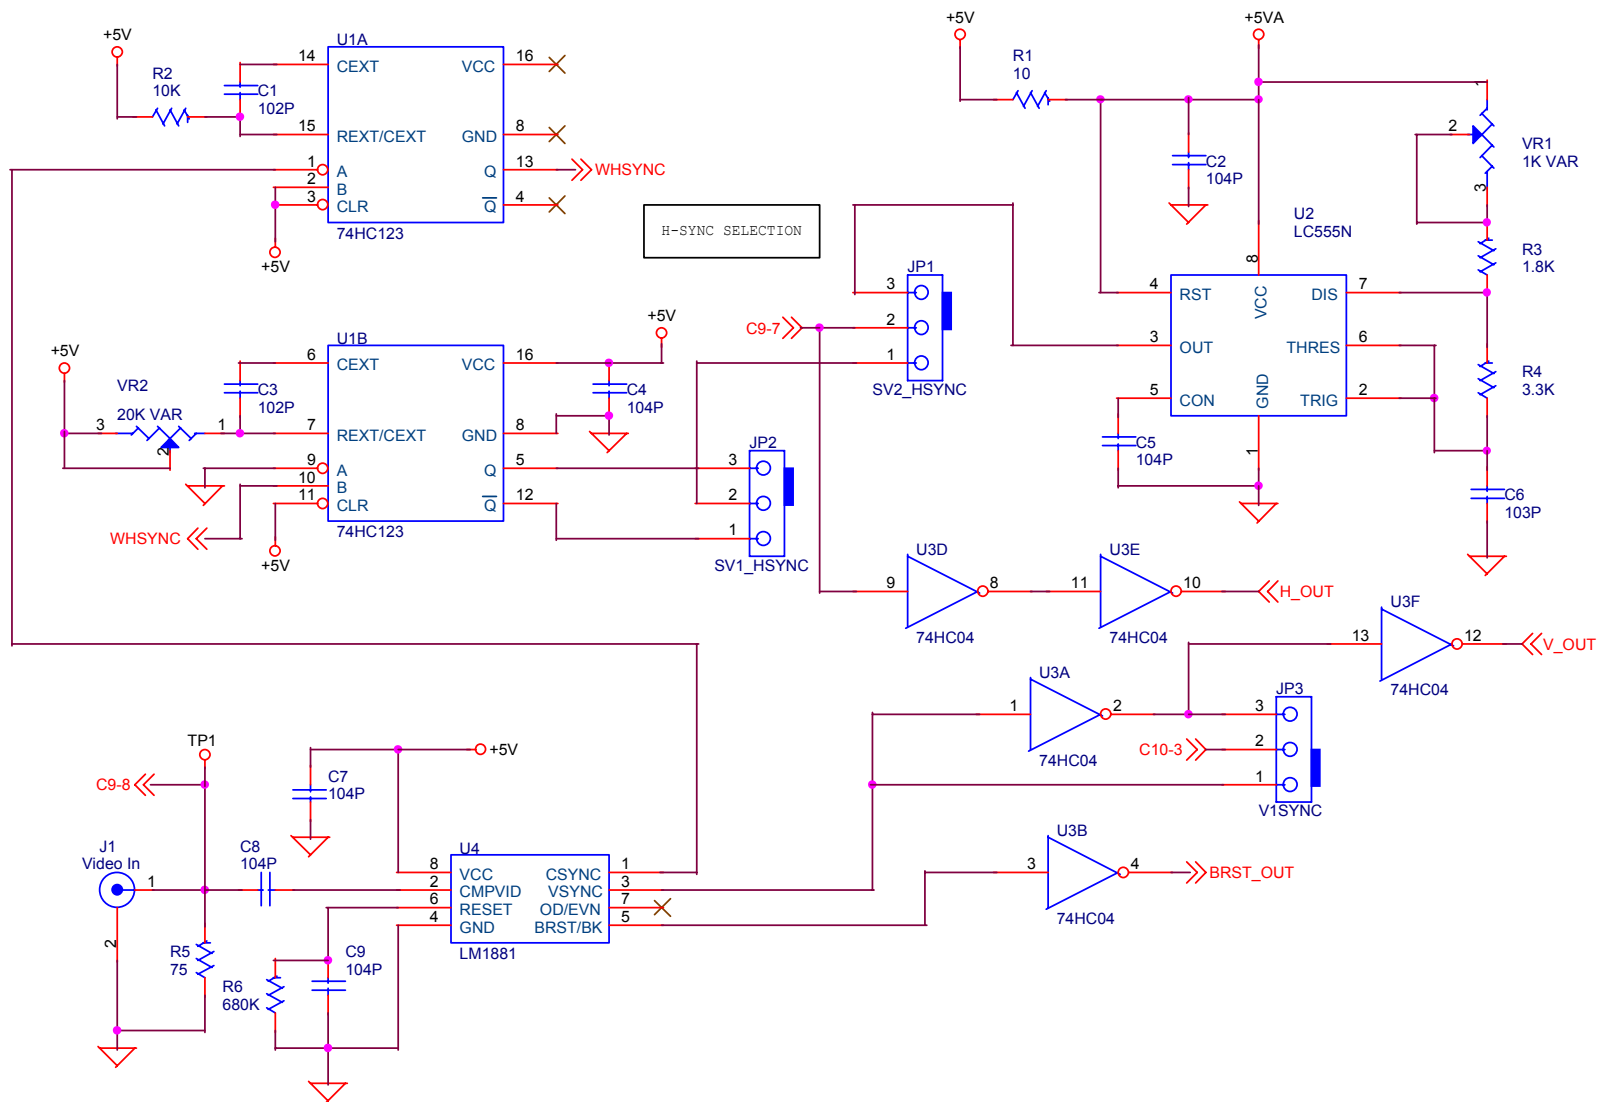 +5V
U1A
R2
10K
C1
102P
14
CEXT
VCC
16
15
REXT/CEXT
GND
8
1
A
Q
13
WHSYNC
2
B
3
CLR
Q
4
74HC123
+5V
H-SYNC SELECTION
+5V
+5VA
R1
10
C2
104P
1
2
VR1
1K VAR
3
U2
LC555N
R3
1.8K
8
4
RST
VCC
DIS
7
3
OUT
THRES
6
5
CON
GND
TRIG
2
1
R4
3.3K
C5
104P
C6
103P
JP1
3
C9-7
2
1
SV2_HSYNC
+5V
U1B
+5V
VR2
20K VAR
3
1
2
C3
102P
6
CEXT
VCC
16
C4
104P
7
REXT/CEXT
GND
8
9
A
Q
5
10
B
11
CLR
Q
12
74HC123
WHSYNC
+5V
JP2
3
2
1
SV1_HSYNC
U3D
9
8
74HC04
U3E
11
10
74HC04
H_OUT
U3F
13
12
74HC04
V_OUT
U3A
1
2
74HC04
JP3
3
C10-3
2
1
V1SYNC
U3B
3
4
74HC04
BRST_OUT
TP1
C9-8
+5V
C7
104P
J1
Video In
1
2
C8
104P
U4
8
VCC
CSYNC
1
2
CMPVID
VSYNC
3
6
RESET
OD/EVN
7
4
GND
BRST/BK
5
LM1881
R5
75
R6
680K
C9
104P